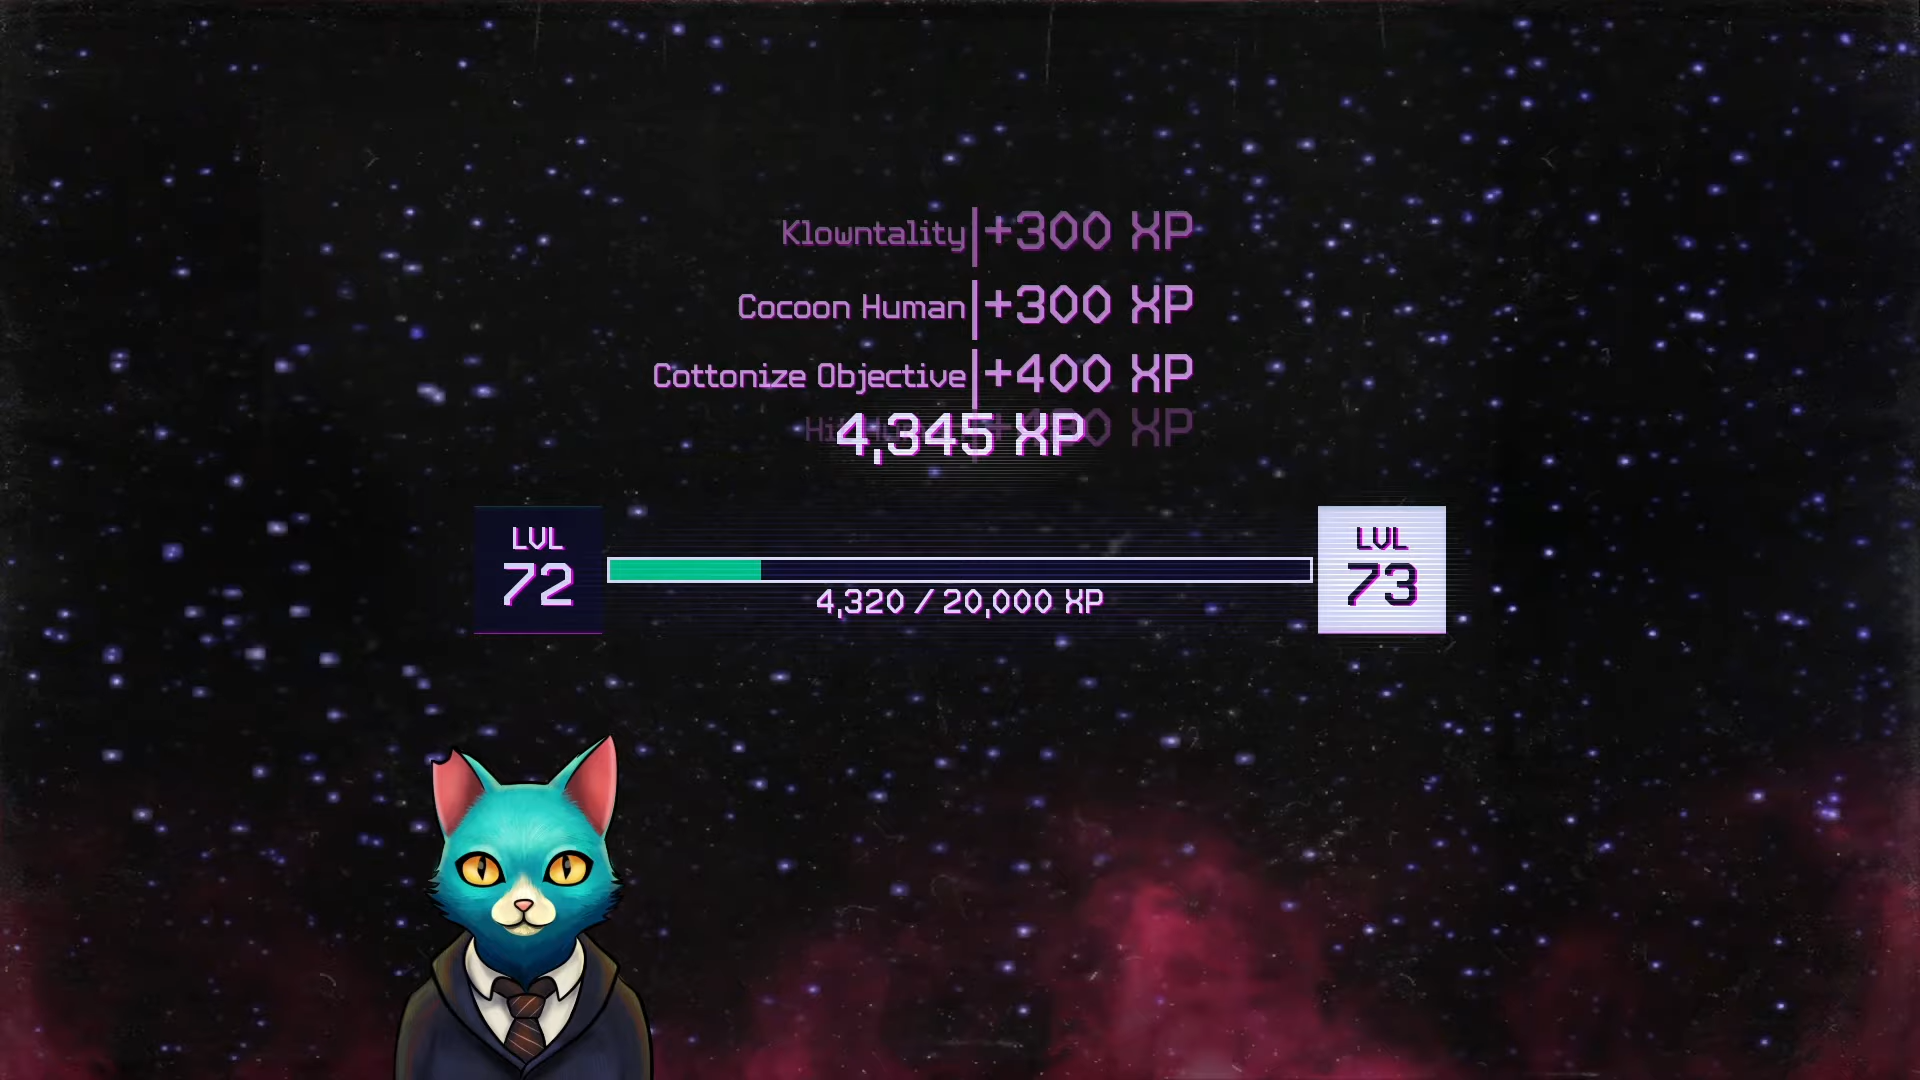 Klowntality +300 XP
Cocoon Human +300 XP
Cottonize Objective +400 XP
4,345 XP
LVL
72
LVL
73
4,320 / 20,000 XP